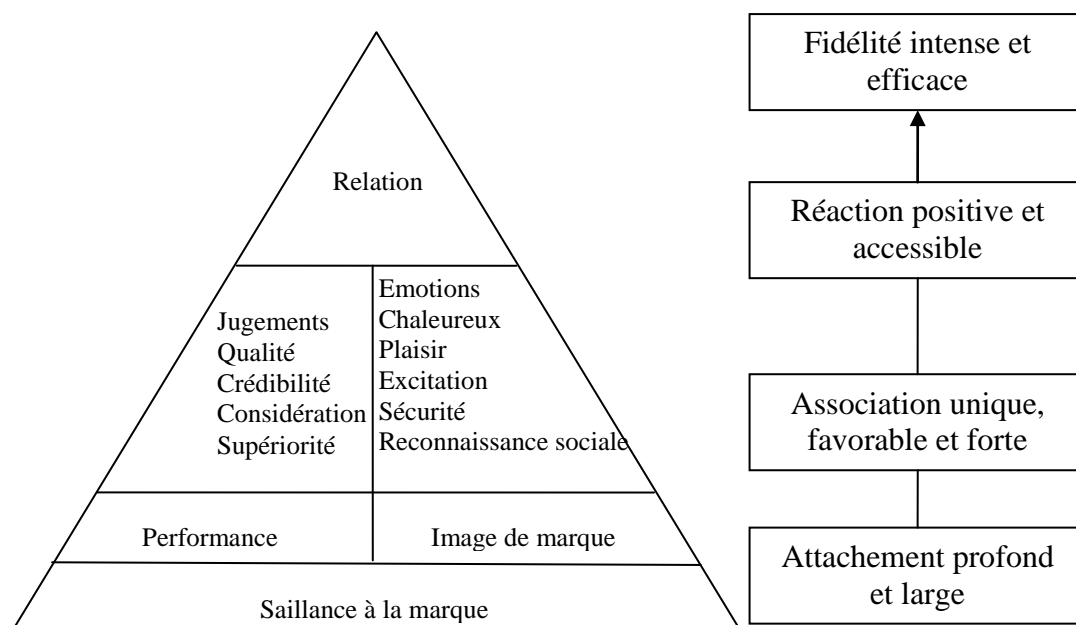 Relation
Jugements
Qualité
Crédibilité
Considération
Supériorité
Emotions
Chaleureux
Plaisir
Excitation
Sécurité
Reconnaissance sociale
Performance
Image de marque
Saillance à la marque
Fidélité intense et
efficace
Réaction positive et
accessible
Association unique,
favorable et forte
Attachement profond
et large